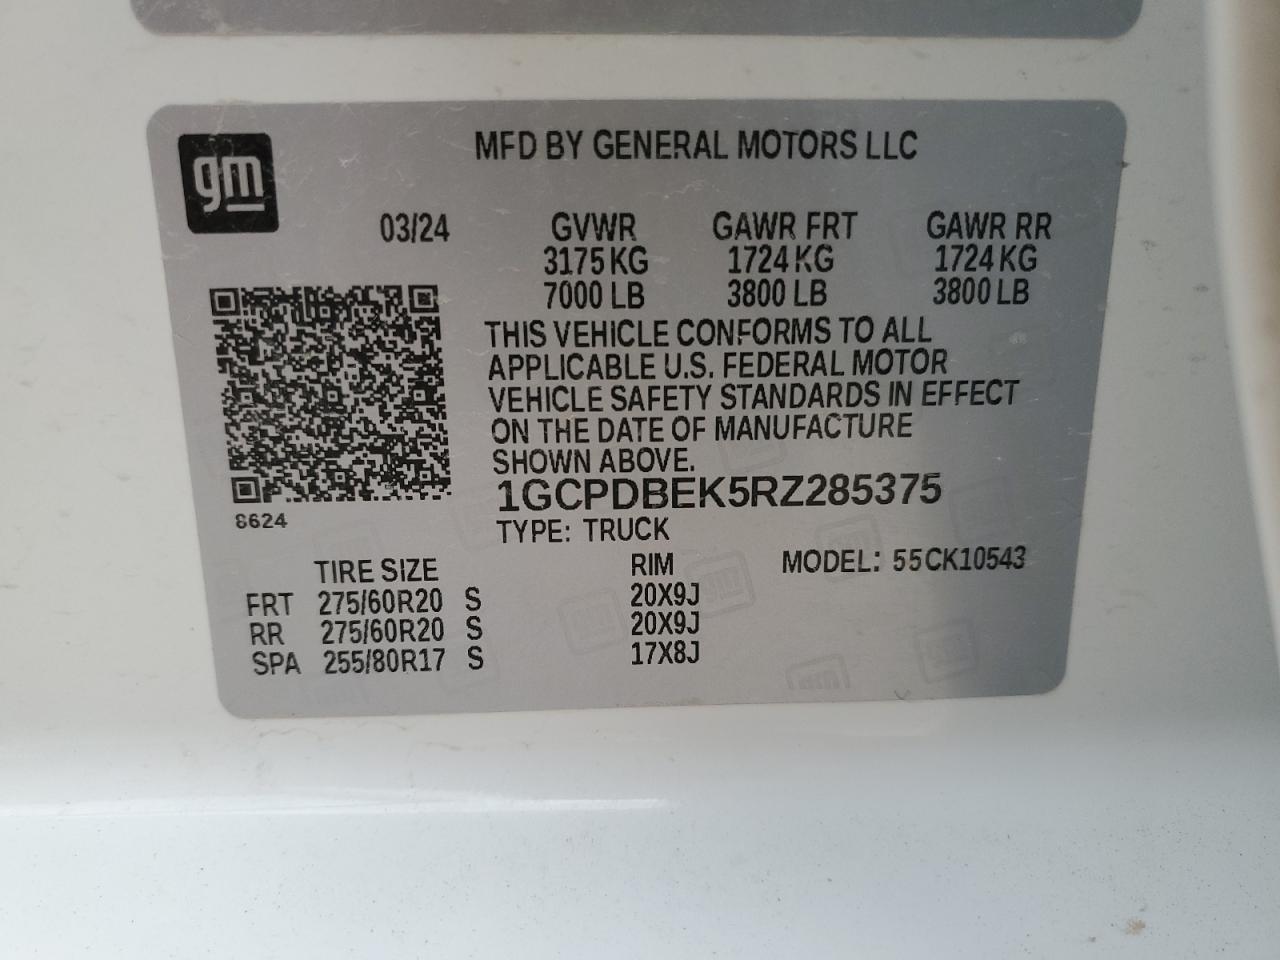 gm
MFD BY GENERAL MOTORS LLC
03/24 GVWR GAWR FRT GAWR RR
3175 KG 1724 KG 1724 KG
7000 LB 3800 LB 3800 LB
THIS VEHICLE CONFORMS TO ALL
APPLICABLE U.S. FEDERAL MOTOR
VEHICLE SAFETY STANDARDS IN EFFECT
ON THE DATE OF MANUFACTURE
SHOWN ABOVE.
1GCPDBEK5RZ285375
8624
TYPE: TRUCK
TIRE SIZE RIM MODEL: 55CK10543
FRT 275/60R20 S 20X9J
RR 275/60R20 S 20X9J
SPA 255/80R17 S 17X8J